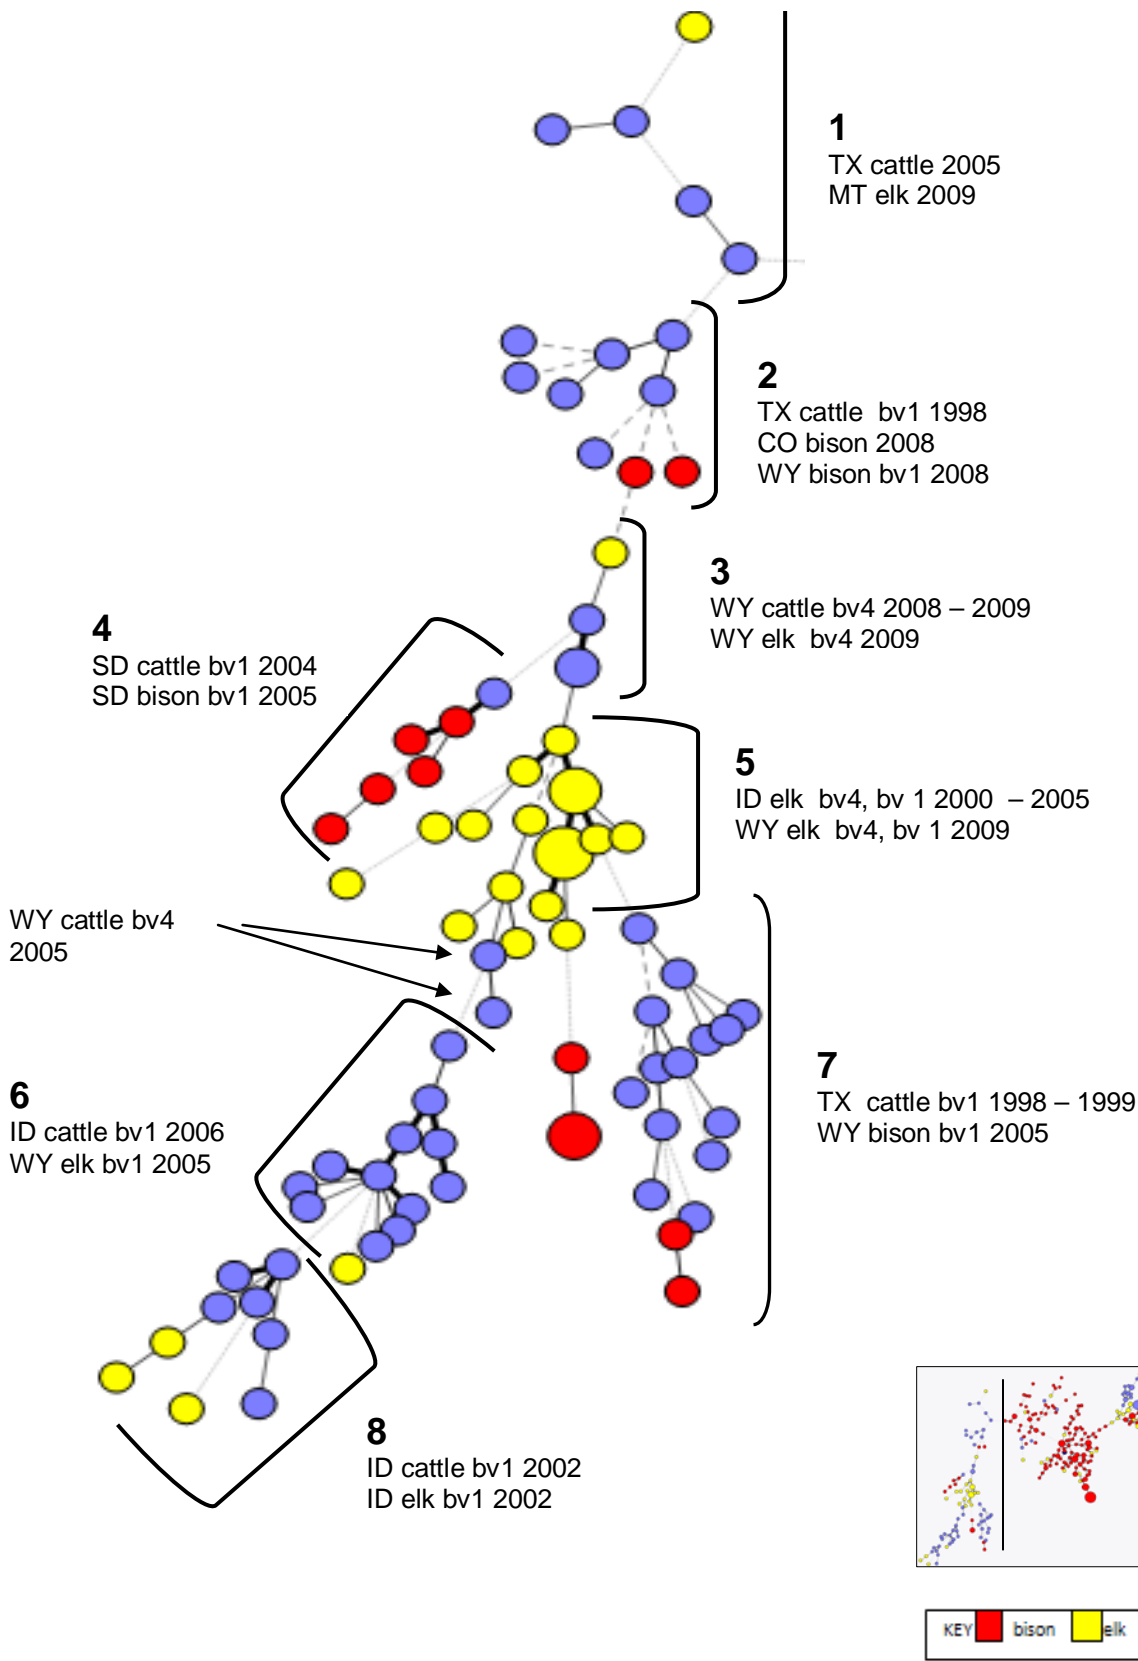 1
TX cattle 2005
MT elk 2009
2
TX cattle bv1 1998
CO bison 2008
WY bison bv1 2008
3
WY cattle bv4 2008 – 2009
WY elk bv4 2009
4
SD cattle bv1 2004
SD bison bv1 2005
5
ID elk bv4, bv 1 2000 – 2005
WY elk bv4, bv 1 2009
WY cattle bv4
2005
6
ID cattle bv1 2006
WY elk bv1 2005
7
TX cattle bv1 1998 – 1999
WY bison bv1 2005
8
ID cattle bv1 2002
ID elk bv1 2002
KEY bison elk